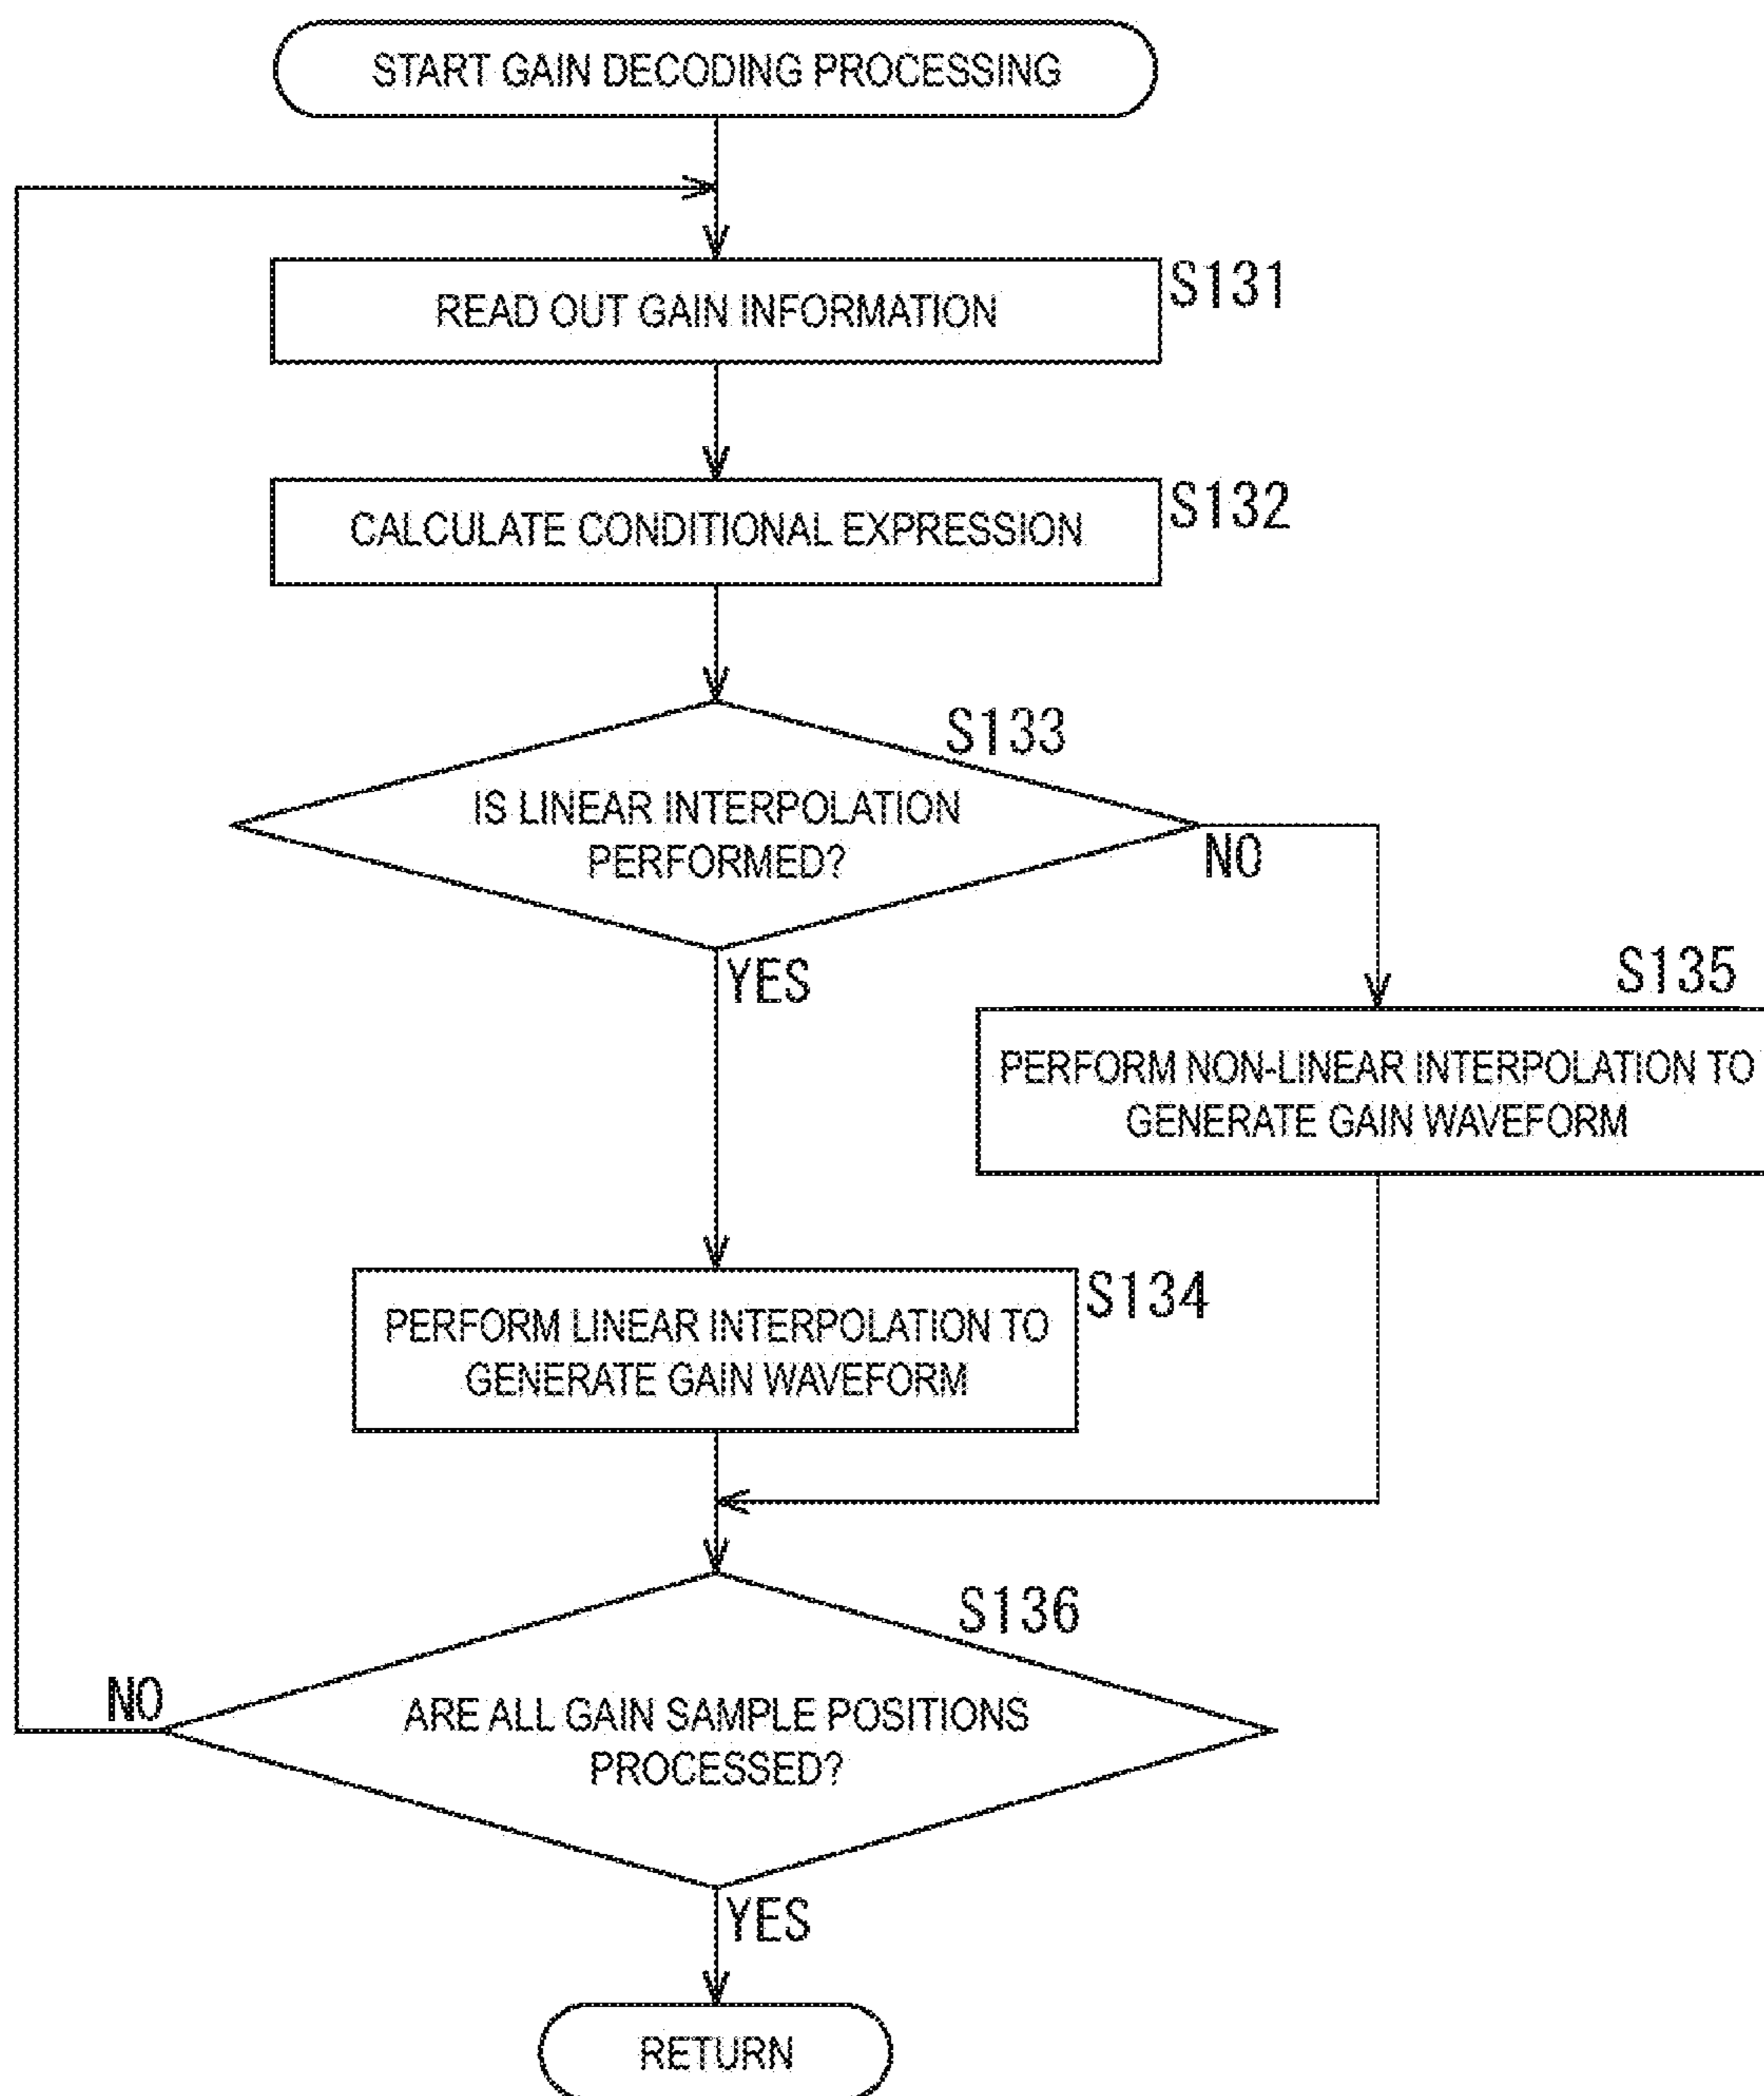 START GAIN DECODING PROCESSING
READ OUT GAIN INFORMATION
S131
CALCULATE CONDITIONAL EXPRESSION
S132
S133
IS LINEAR INTERPOLATION
PERFORMED?
NO
YES
S135
PERFORM NON-LINEAR INTERPOLATION TO
GENERATE GAIN WAVEFORM
S134
PERFORM LINEAR INTERPOLATION TO
GENERATE GAIN WAVEFORM
S136
NO
ARE ALL GAIN SAMPLE POSITIONS
PROCESSED?
YES
RETURN